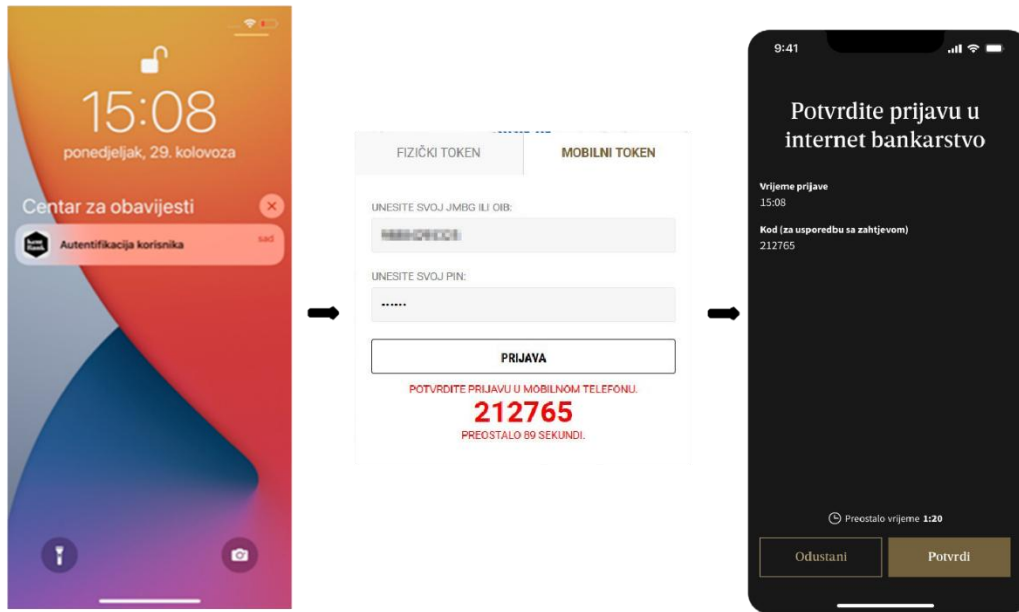 15:08
ponedjeljak, 29. kolovoza
Centar za obavijesti
Autentifikacija korisnika
sad
FIZIČKI TOKEN
MOBILNI TOKEN
UNESITE SVOJ JMBG ILI OIB:
UNESITE SVOJ PIN:
PRIJAVA
POTVRDITE PRIJAVU U MOBILNOM TELEFONU.
212765
PREOSTALO 89 SEKUNDI.
9:41
Potvrdite prijavu u
internet bankarstvo
Vrijeme prijave
15:08
Kod (za usporedbu sa zahtjevom)
212765
Preostalo vrijeme 1:20
Odustani
Potvrdi